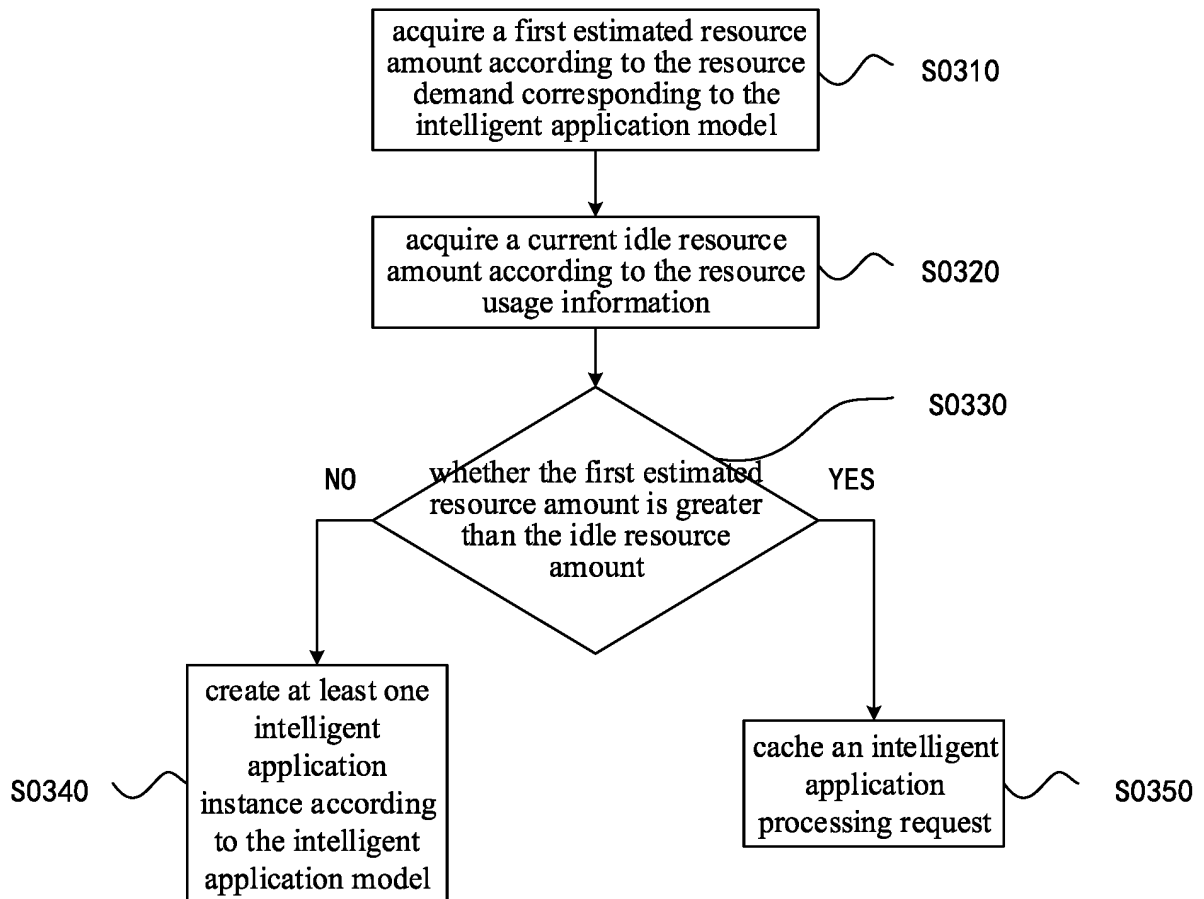 acquire a first estimated resource
amount according to the resource
demand corresponding to the
intelligent application model
S0310
acquire a current idle resource
amount according to the resource
usage information
S0320
S0330
NO
YES
whether the first estimated
resource amount is greater
than the idle resource
amount
create at least one
intelligent
application
instance according
to the intelligent
application model
S0340
cache an intelligent
application
processing request
S0350